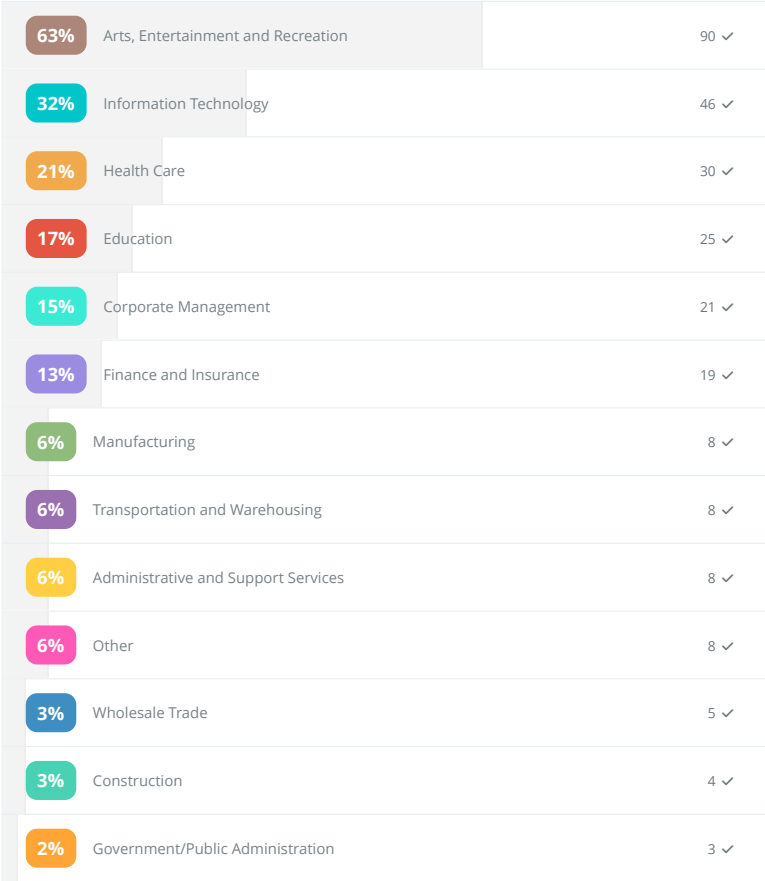 63% Arts, Entertainment and Recreation 90
32% Information Technology 46
21% Health Care 30
17% Education 25
15% Corporate Management 21
13% Finance and Insurance 19
6% Manufacturing 8
6% Transportation and Warehousing 8
6% Administrative and Support Services 8
6% Other 8
3% Wholesale Trade 5
3% Construction 4
2% Government/Public Administration 3